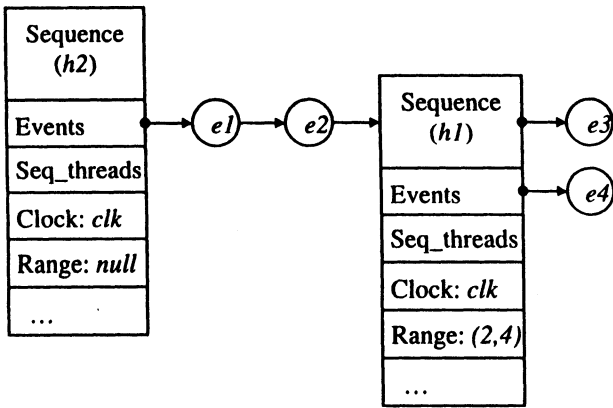 Sequence
(h2)
Events
Seq_threads
Clock: clk
Range: null
...
e1
e2
Sequence
(h1)
Events
Seq_threads
Clock: clk
Range: (2,4)
...
e3
e4